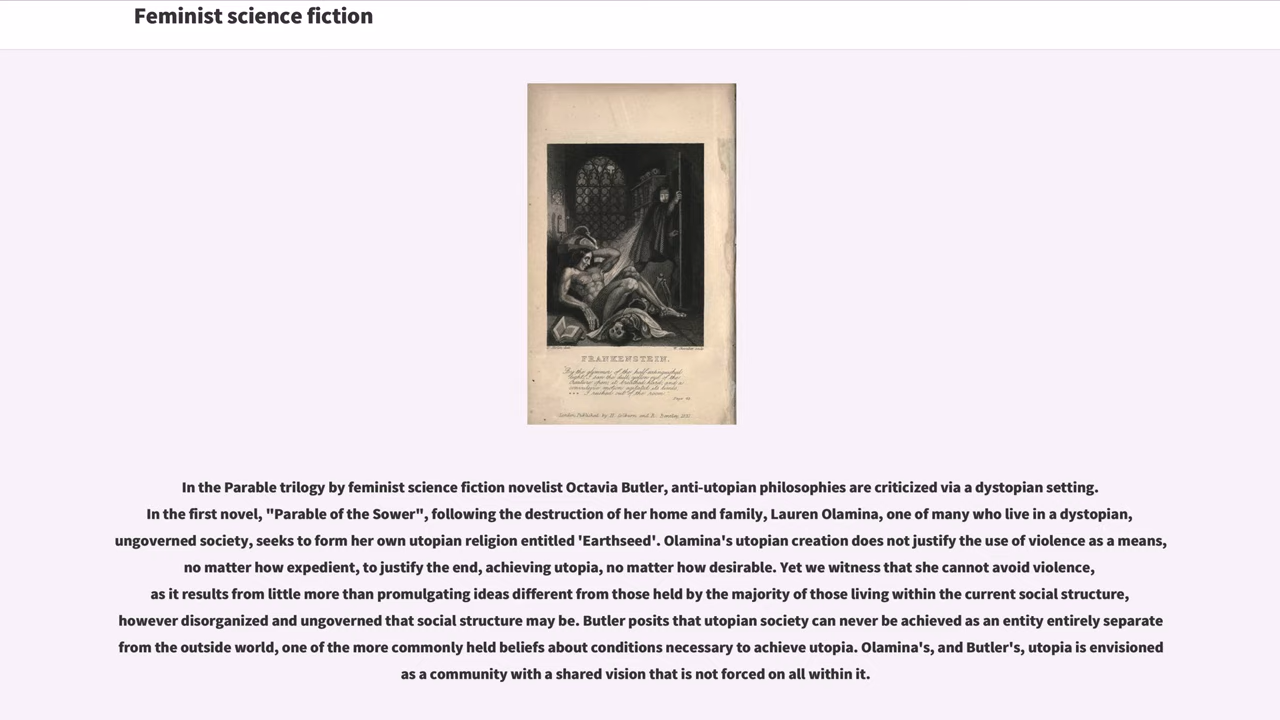 Feminist science fiction
FRANKENSTEIN.
In the Parable trilogy by feminist science fiction novelist Octavia Butler, anti-utopian philosophies are criticized via a dystopian setting.
In the first novel, "Parable of the Sower", following the destruction of her home and family, Lauren Olamina, one of many who live in a dystopian,
ungoverned society, seeks to form her own utopian religion entitled 'Earthseed'. Olamina's utopian creation does not justify the use of violence as a means,
no matter how expedient, to justify the end, achieving utopia, no matter how desirable. Yet we witness that she cannot avoid violence,
as it results from little more than promulgating ideas different from those held by the majority of those living within the current social structure,
however disorganized and ungoverned that social structure may be. Butler posits that utopian society can never be achieved as an entity entirely separate
from the outside world, one of the more commonly held beliefs about conditions necessary to achieve utopia. Olamina's, and Butler's, utopia is envisioned
as a community with a shared vision that is not forced on all within it.